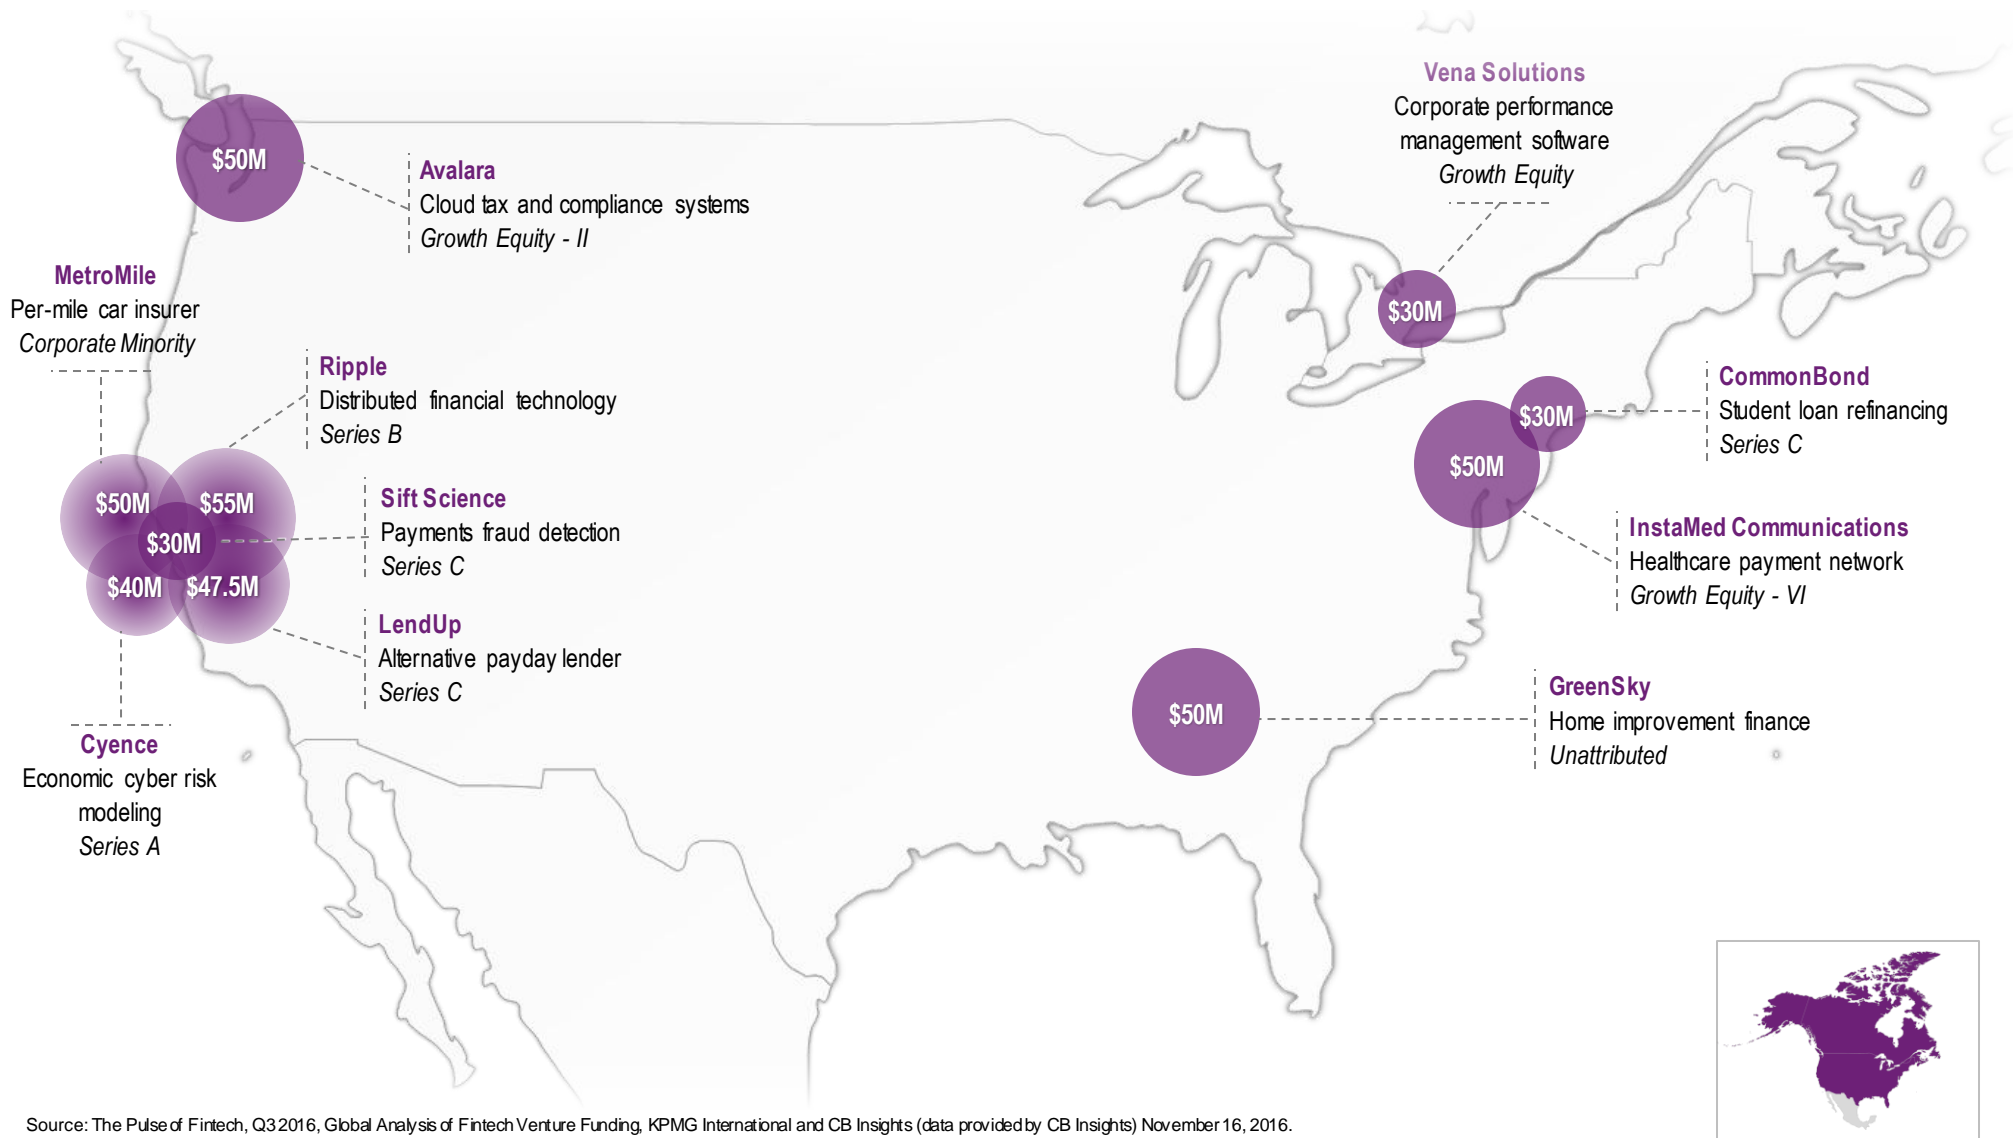 Vena Solutions
Corporate performance
management software
Growth Equity
$30M
$50M
Avalara
Cloud tax and compliance systems
Growth Equity - II
MetroMile
Per-mile car insurer
Corporate Minority
Ripple
Distributed financial technology
Series B
CommonBond
Student loan refinancing
Series C
$30M
$50M
InstaMed Communications
Healthcare payment network
Growth Equity - VI
$50M
$55M
$30M
$40M
$47.5M
Sift Science
Payments fraud detection
Series C
LendUp
Alternative payday lender
Series C
Cyence
Economic cyber risk
modeling
Series A
$50M
GreenSky
Home improvement finance
Unattributed
Source: The Pulse of Fintech, Q3 2016, Global Analysis of Fintech Venture Funding, KPMG International and CB Insights (data provided by CB Insights) November 16, 2016.